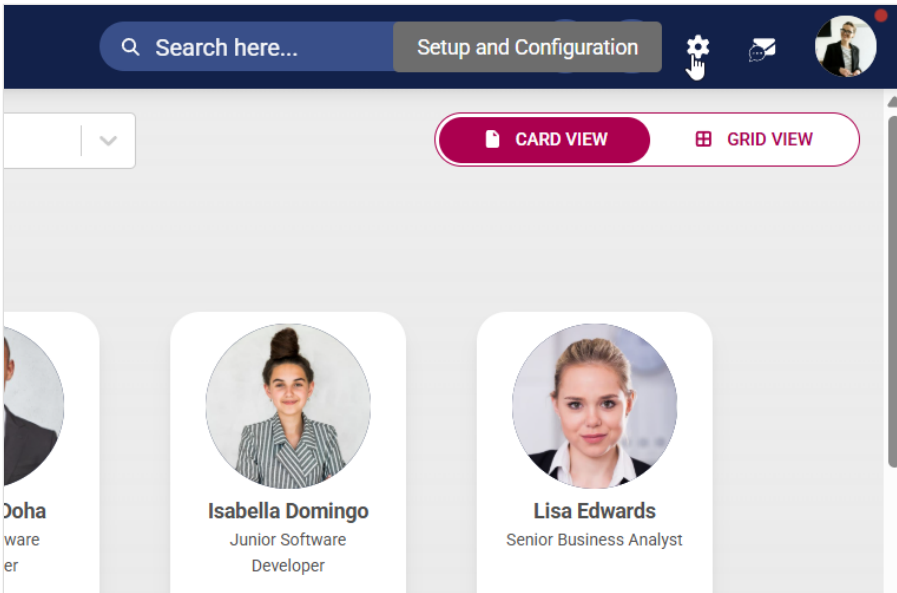 Search here...
Setup and Configuration
CARD VIEW
GRID VIEW
Doha
Isabella Domingo
Lisa Edwards
ware
Junior Software
Senior Business Analyst
er
Developer